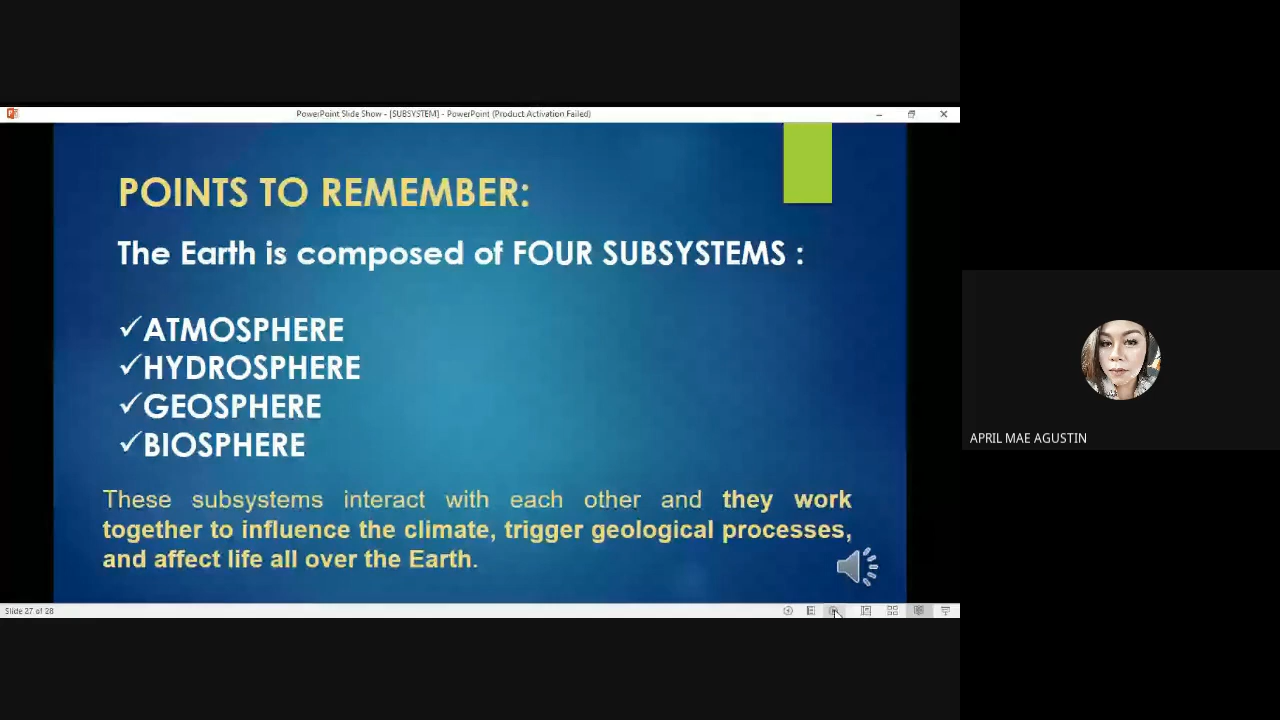 PowerPoint Slide Show - [SUBSYSTEM] - PowerPoint (Product Activation Failed)
POINTS TO REMEMBER:
The Earth is composed of FOUR SUBSYSTEMS :
✓ATMOSPHERE
✓HYDROSPHERE
✓GEOSPHERE
✓BIOSPHERE
These subsystems interact with each other and they work
together to influence the climate, trigger geological processes,
and affect life all over the Earth.
Slide 27 of 28
APRIL MAE AGUSTIN